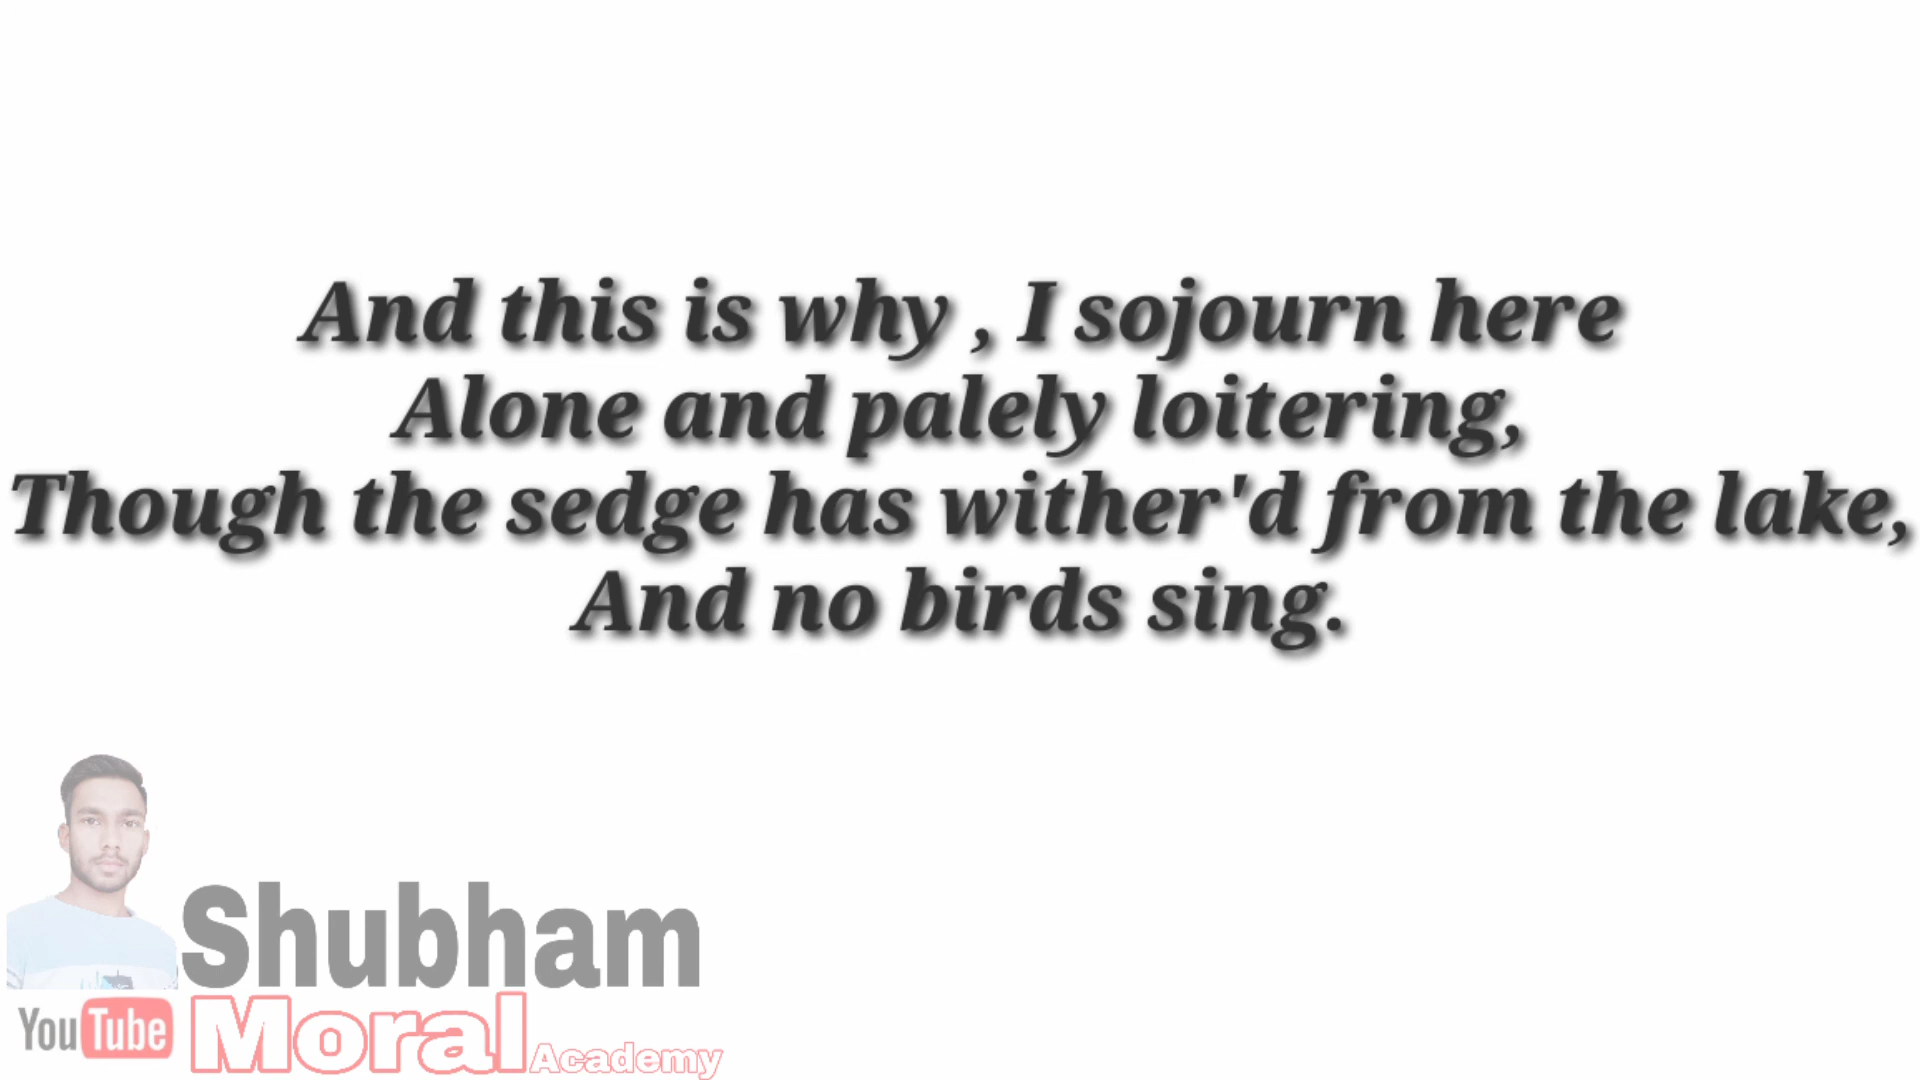 And this is why , I sojourn here
Alone and palely loitering,
Though the sedge has wither'd from the lake,
And no birds sing.
Shubham
YouTube Moral Academy